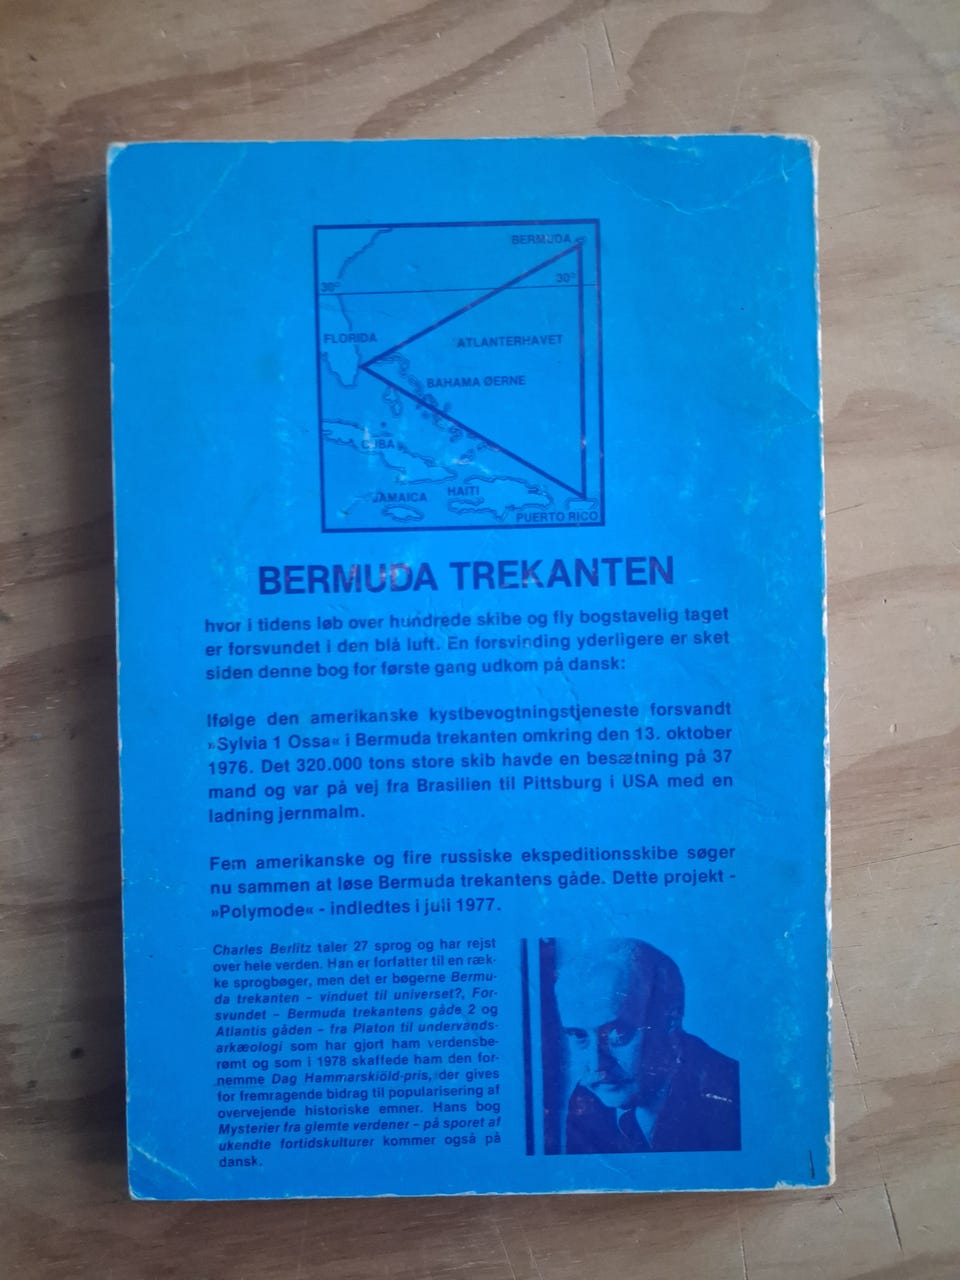 BERMUDA
30°
30°
FLORIDA
ATLANTERHAVET
BAHAMA ØERNE
CUBA
JAMAICA
HAITI
PUERTO RICO
BERMUDA TREKANTEN
hvor i tidens løb over hundrede skibe og fly bogstavelig taget
er forsvundet i den blå luft. En forsvinding yderligere er sket
siden denne bog for første gang udkom på dansk:
Ifølge den amerikanske kystbevogtningstjeneste forsvandt
»Sylvia 1 Ossa« i Bermuda trekanten omkring den 13. oktober
1976. Det 320.000 tons store skib havde en besætning på 37
mand og var på vej fra Brasilien til Pittsburg i USA med en
ladning jernmalm.
Fem amerikanske og fire russiske ekspeditionsskibe søger
nu sammen at løse Bermuda trekantens gåde. Dette projekt -
»Polymode« - indledtes i juli 1977.
Charles Berlitz taler 27 sprog og har rejst
over hele verden. Han er forfatter til en ræk-
ke sprogbøger, men det er bøgerne Bermu-
da trekanten – vinduet til universet?, For-
svundet – Bermuda trekantens gåde 2 og
Atlantis gåden – fra Platon til undervands-
arkæologi som har gjort ham verdensbe-
rømt og som i 1978 skaffede ham den for-
nemme Dag Hammarskiöld-pris, der gives
for fremragende bidrag til popularisering af
overvejende historiske emner. Hans bog
Mysterier fra glemte verdener – på sporet af
ukendte fortidskulturer kommer også på
dansk.